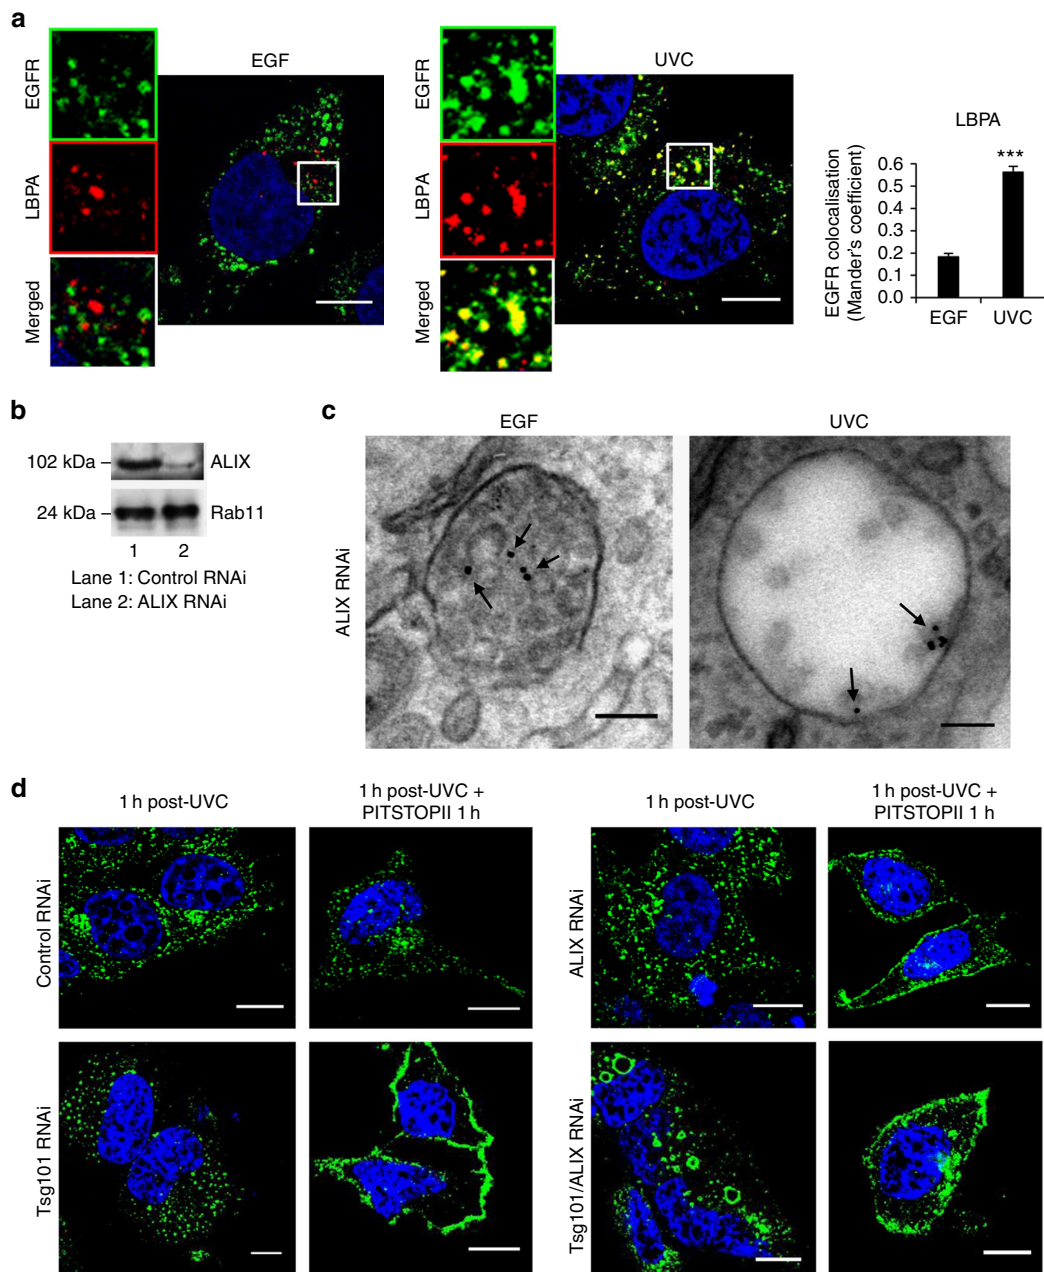 a
EGF
UVC
EGFR
LBPA
Merged
EGFR
LBPA
Merged
LBPA
***
EGFR colocalisation
(Mander's coefficient)
0.6
0.5
0.4
0.3
0.2
0.1
0.0
EGF
UVC
b
102 kDa
ALIX
24 kDa
Rab11
1
2
Lane 1: Control RNAi
Lane 2: ALIX RNAi
c
EGF
UVC
ALIX RNAi
d
1 h post-UVC
1 h post-UVC +
PITSTOPII 1 h
1 h post-UVC
1 h post-UVC +
PITSTOPII 1 h
Control RNAi
ALIX RNAi
Tsg101 RNAi
Tsg101/ALIX RNAi